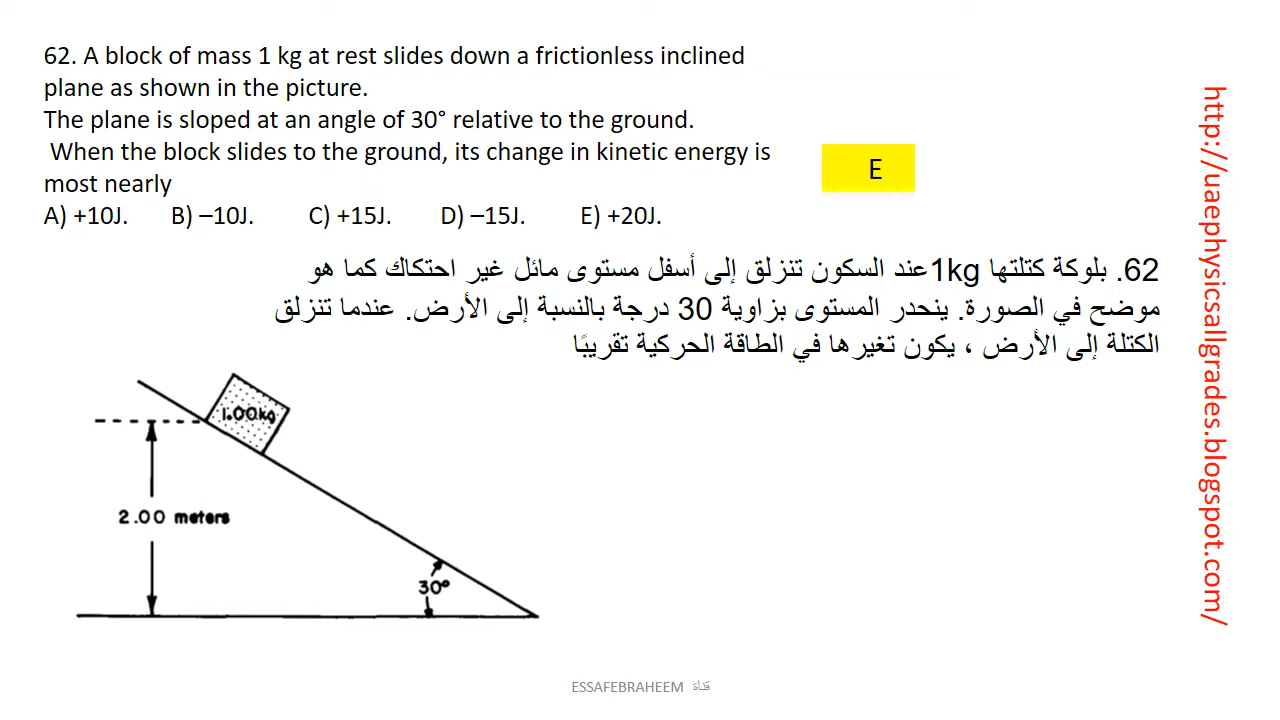 62. A block of mass 1 kg at rest slides down a frictionless inclined
plane as shown in the picture.
The plane is sloped at an angle of 30° relative to the ground.
When the block slides to the ground, its change in kinetic energy is
most nearly
A) +10J. B) –10J. C) +15J. D) –15J. E) +20J.
E
62. بلوكة كتلتها 1kg عند السكون تنزلق إلى أسفل مستوى مائل غير احتكاك كما هو
موضح في الصورة. ينحدر المستوى بزاوية 30 درجة بالنسبة إلى الأرض. عندما تنزلق
الكتلة إلى الأرض ، يكون تغيرها في الطاقة الحركية تقريبًا
1.00kg
2.00 meters
30°
http://uaephysicsallgrades.blogspot.com/
ESSAFEBRAHEEM قناة